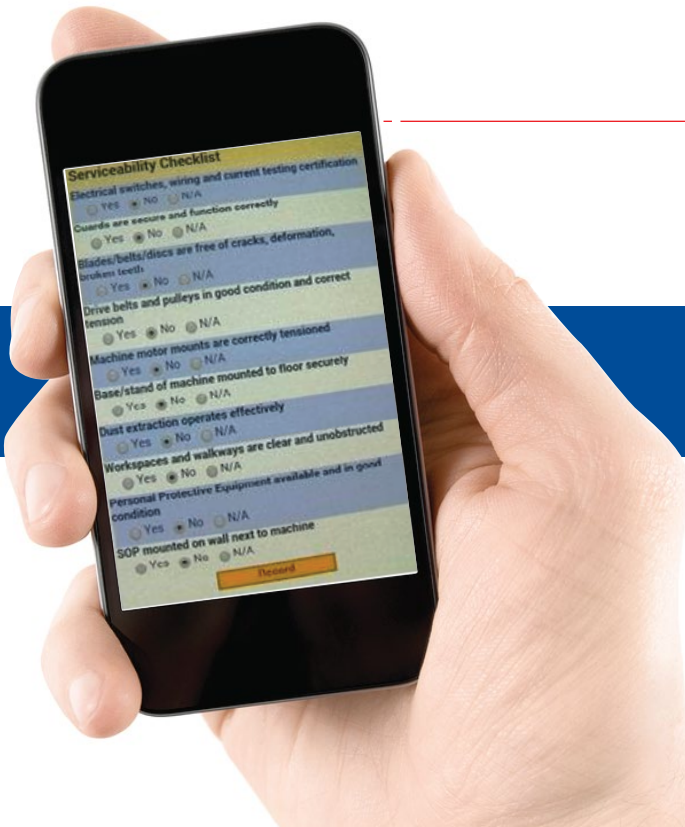 Serviceability Checklist
Electrical switches, wiring and current testing certification
Yes No N/A
Guards are secure and function correctly
Yes No N/A
Blades/belts/discs are free of cracks, deformation,
broken teeth
Yes No N/A
Drive belts and pulleys in good condition and correct
tension
Yes No N/A
Machine motor mounts are correctly tensioned
Yes No N/A
Base/stand of machine mounted to floor securely
Yes No N/A
Dust extraction operates effectively
Yes No N/A
Workspaces and walkways are clear and unobstructed
Yes No N/A
Personal Protective Equipment available and in good
condition
Yes No N/A
SOP mounted on wall next to machine
Yes No N/A
Record